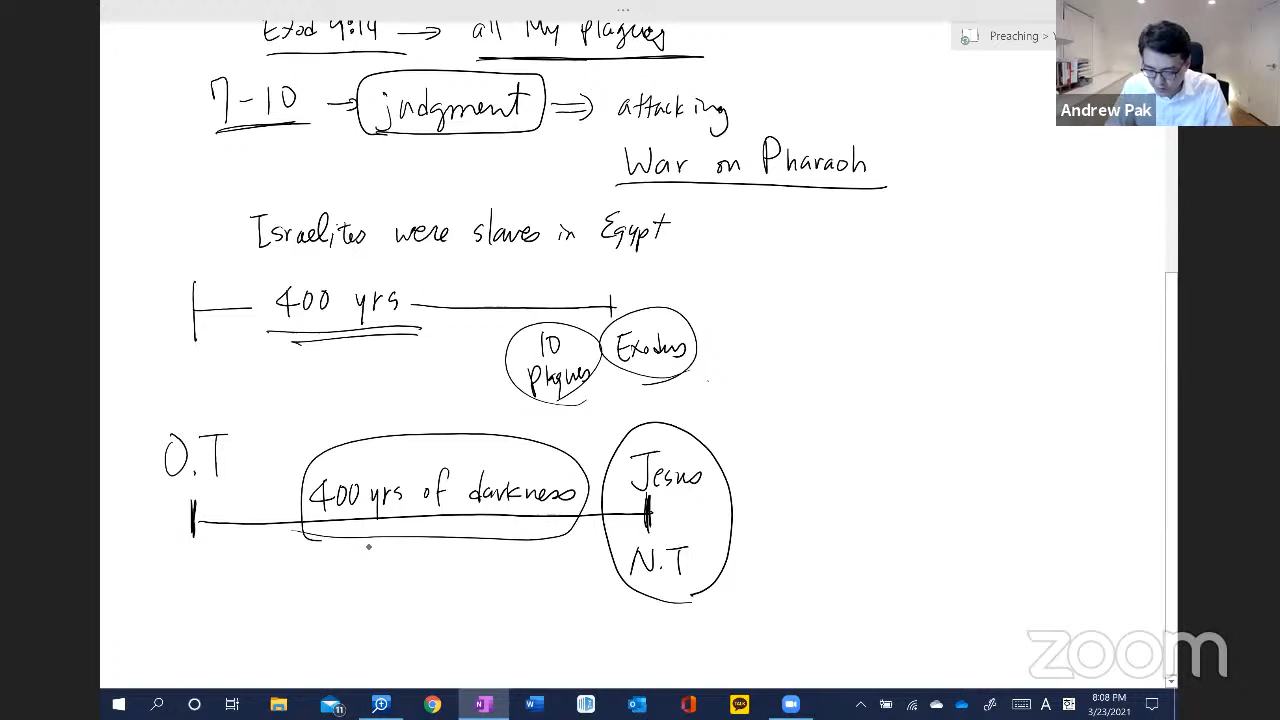 Exod 9:14 → all My plagues
Preaching >
Andrew Pak
7-10 → judgment ⇒ attacking
War on Pharaoh
Israelites were slaves in Egypt
400 yrs
10 plagues
Exodus
O.T
400 yrs of darkness
Jesus
N.T
zoom
11
TALK
A
8:08 PM
3/23/2021